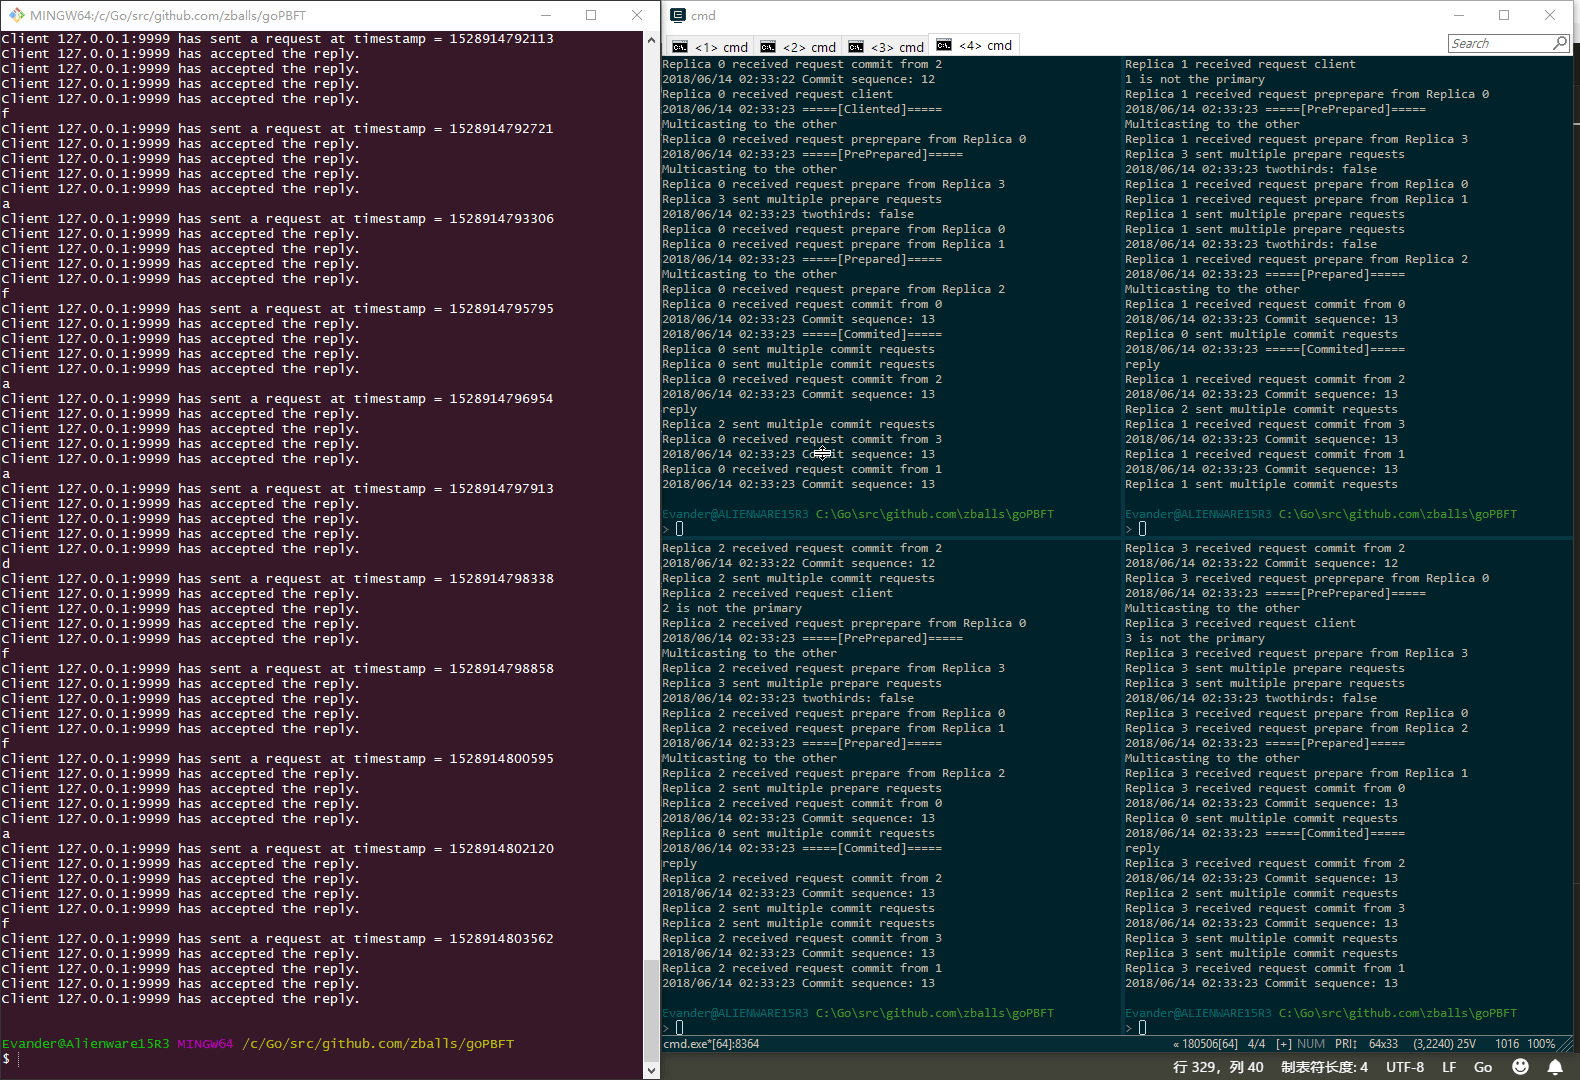 MINGW64:/c/Go/src/github.com/zballs/goPBFT
Client 127.0.0.1:9999 has sent a request at timestamp = 1528914792113
Client 127.0.0.1:9999 has accepted the reply.
Client 127.0.0.1:9999 has accepted the reply.
Client 127.0.0.1:9999 has accepted the reply.
Client 127.0.0.1:9999 has accepted the reply.
f
Client 127.0.0.1:9999 has sent a request at timestamp = 1528914792721
Client 127.0.0.1:9999 has accepted the reply.
Client 127.0.0.1:9999 has accepted the reply.
Client 127.0.0.1:9999 has accepted the reply.
Client 127.0.0.1:9999 has accepted the reply.
a
Client 127.0.0.1:9999 has sent a request at timestamp = 1528914793306
Client 127.0.0.1:9999 has accepted the reply.
Client 127.0.0.1:9999 has accepted the reply.
Client 127.0.0.1:9999 has accepted the reply.
Client 127.0.0.1:9999 has accepted the reply.
f
Client 127.0.0.1:9999 has sent a request at timestamp = 1528914795795
Client 127.0.0.1:9999 has accepted the reply.
Client 127.0.0.1:9999 has accepted the reply.
Client 127.0.0.1:9999 has accepted the reply.
Client 127.0.0.1:9999 has accepted the reply.
a
Client 127.0.0.1:9999 has sent a request at timestamp = 1528914796954
Client 127.0.0.1:9999 has accepted the reply.
Client 127.0.0.1:9999 has accepted the reply.
Client 127.0.0.1:9999 has accepted the reply.
Client 127.0.0.1:9999 has accepted the reply.
a
Client 127.0.0.1:9999 has sent a request at timestamp = 1528914797913
Client 127.0.0.1:9999 has accepted the reply.
Client 127.0.0.1:9999 has accepted the reply.
Client 127.0.0.1:9999 has accepted the reply.
Client 127.0.0.1:9999 has accepted the reply.
d
Client 127.0.0.1:9999 has sent a request at timestamp = 1528914798338
Client 127.0.0.1:9999 has accepted the reply.
Client 127.0.0.1:9999 has accepted the reply.
Client 127.0.0.1:9999 has accepted the reply.
Client 127.0.0.1:9999 has accepted the reply.
f
Client 127.0.0.1:9999 has sent a request at timestamp = 1528914798858
Client 127.0.0.1:9999 has accepted the reply.
Client 127.0.0.1:9999 has accepted the reply.
Client 127.0.0.1:9999 has accepted the reply.
Client 127.0.0.1:9999 has accepted the reply.
f
Client 127.0.0.1:9999 has sent a request at timestamp = 1528914800595
Client 127.0.0.1:9999 has accepted the reply.
Client 127.0.0.1:9999 has accepted the reply.
Client 127.0.0.1:9999 has accepted the reply.
Client 127.0.0.1:9999 has accepted the reply.
a
Client 127.0.0.1:9999 has sent a request at timestamp = 1528914802120
Client 127.0.0.1:9999 has accepted the reply.
Client 127.0.0.1:9999 has accepted the reply.
Client 127.0.0.1:9999 has accepted the reply.
Client 127.0.0.1:9999 has accepted the reply.
f
Client 127.0.0.1:9999 has sent a request at timestamp = 1528914803562
Client 127.0.0.1:9999 has accepted the reply.
Client 127.0.0.1:9999 has accepted the reply.
Client 127.0.0.1:9999 has accepted the reply.
Client 127.0.0.1:9999 has accepted the reply.
Evander@Alienware15R3 MINGW64 /c/Go/src/github.com/zballs/goPBFT
$
cmd
<1> cmd <2> cmd <3> cmd <4> cmd
Search
Replica 0 received request commit from 2
2018/06/14 02:33:22 Commit sequence: 12
Replica 0 received request client
2018/06/14 02:33:23 =====[Cliented]=====
Multicasting to the other
Replica 0 received request preprepare from Replica 0
2018/06/14 02:33:23 =====[PrePrepared]=====
Multicasting to the other
Replica 0 received request prepare from Replica 3
Replica 3 sent multiple prepare requests
2018/06/14 02:33:23 twothirds: false
Replica 0 received request prepare from Replica 0
Replica 0 received request prepare from Replica 1
2018/06/14 02:33:23 =====[Prepared]=====
Multicasting to the other
Replica 0 received request prepare from Replica 2
Replica 0 received request commit from 0
2018/06/14 02:33:23 Commit sequence: 13
2018/06/14 02:33:23 =====[Commited]=====
Replica 0 sent multiple commit requests
Replica 0 sent multiple commit requests
Replica 0 received request commit from 2
2018/06/14 02:33:23 Commit sequence: 13
reply
Replica 2 sent multiple commit requests
Replica 0 received request commit from 3
2018/06/14 02:33:23 Commit sequence: 13
Replica 0 received request commit from 1
2018/06/14 02:33:23 Commit sequence: 13
Evander@ALIENWARE15R3 C:\Go\src\github.com\zballs\goPBFT
>
Replica 1 received request client
1 is not the primary
Replica 1 received request preprepare from Replica 0
2018/06/14 02:33:23 =====[PrePrepared]=====
Multicasting to the other
Replica 1 received request prepare from Replica 3
Replica 3 sent multiple prepare requests
2018/06/14 02:33:23 twothirds: false
Replica 1 received request prepare from Replica 0
Replica 1 received request prepare from Replica 1
Replica 1 sent multiple prepare requests
Replica 1 sent multiple prepare requests
2018/06/14 02:33:23 twothirds: false
Replica 1 received request prepare from Replica 2
2018/06/14 02:33:23 =====[Prepared]=====
Multicasting to the other
Replica 1 received request commit from 0
2018/06/14 02:33:23 Commit sequence: 13
Replica 0 sent multiple commit requests
2018/06/14 02:33:23 =====[Commited]=====
reply
Replica 1 received request commit from 2
2018/06/14 02:33:23 Commit sequence: 13
Replica 2 sent multiple commit requests
Replica 1 received request commit from 3
2018/06/14 02:33:23 Commit sequence: 13
Replica 1 received request commit from 1
2018/06/14 02:33:23 Commit sequence: 13
Replica 1 sent multiple commit requests
Evander@ALIENWARE15R3 C:\Go\src\github.com\zballs\goPBFT
>
Replica 2 received request commit from 2
2018/06/14 02:33:22 Commit sequence: 12
Replica 2 sent multiple commit requests
Replica 2 received request client
2 is not the primary
Replica 2 received request preprepare from Replica 0
2018/06/14 02:33:23 =====[PrePrepared]=====
Multicasting to the other
Replica 2 received request prepare from Replica 3
Replica 3 sent multiple prepare requests
2018/06/14 02:33:23 twothirds: false
Replica 2 received request prepare from Replica 0
Replica 2 received request prepare from Replica 1
2018/06/14 02:33:23 =====[Prepared]=====
Multicasting to the other
Replica 2 received request prepare from Replica 2
Replica 2 sent multiple prepare requests
Replica 2 received request commit from 0
2018/06/14 02:33:23 Commit sequence: 13
Replica 0 sent multiple commit requests
2018/06/14 02:33:23 =====[Commited]=====
reply
Replica 2 received request commit from 2
2018/06/14 02:33:23 Commit sequence: 13
Replica 2 sent multiple commit requests
Replica 2 sent multiple commit requests
Replica 2 received request commit from 3
2018/06/14 02:33:23 Commit sequence: 13
Replica 2 received request commit from 1
2018/06/14 02:33:23 Commit sequence: 13
Evander@ALIENWARE15R3 C:\Go\src\github.com\zballs\goPBFT
>
Replica 3 received request commit from 2
2018/06/14 02:33:22 Commit sequence: 12
Replica 3 received request preprepare from Replica 0
2018/06/14 02:33:23 =====[PrePrepared]=====
Multicasting to the other
Replica 3 received request client
3 is not the primary
Replica 3 received request prepare from Replica 3
Replica 3 sent multiple prepare requests
Replica 3 sent multiple prepare requests
2018/06/14 02:33:23 twothirds: false
Replica 3 received request prepare from Replica 0
Replica 3 received request prepare from Replica 2
2018/06/14 02:33:23 =====[Prepared]=====
Multicasting to the other
Replica 3 received request prepare from Replica 1
Replica 3 received request commit from 0
2018/06/14 02:33:23 Commit sequence: 13
Replica 0 sent multiple commit requests
2018/06/14 02:33:23 =====[Commited]=====
reply
Replica 3 received request commit from 2
2018/06/14 02:33:23 Commit sequence: 13
Replica 2 sent multiple commit requests
Replica 3 received request commit from 3
2018/06/14 02:33:23 Commit sequence: 13
Replica 3 sent multiple commit requests
Replica 3 sent multiple commit requests
Replica 3 received request commit from 1
2018/06/14 02:33:23 Commit sequence: 13
Evander@ALIENWARE15R3 C:\Go\src\github.com\zballs\goPBFT
>
cmd.exe*[64]:8364 « 180506[64] 4/4 [+] NUM PRI↕ 64x33 (3,2240) 25V 1016 100%
行 329，列 40 制表符长度: 4 UTF-8 LF Go